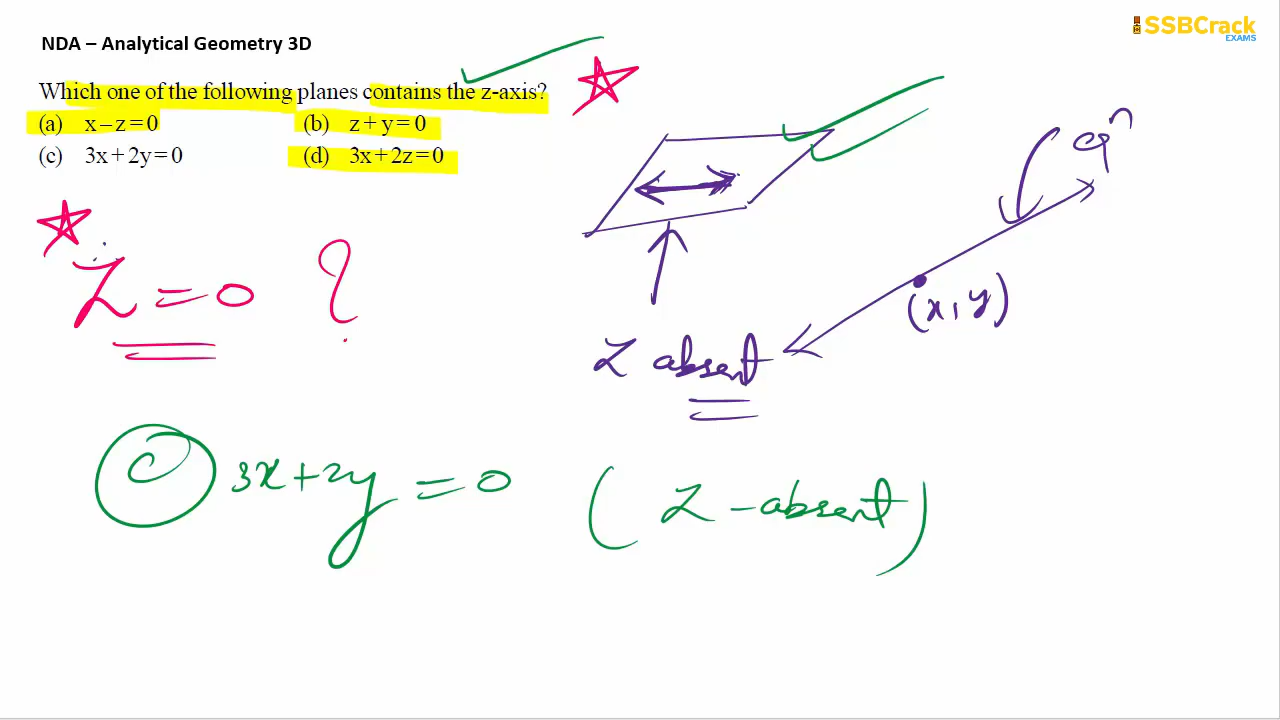 SSBCrack
EXAMS
NDA – Analytical Geometry 3D
Which one of the following planes contains the z-axis?
(a) x – z = 0 (b) z + y = 0
(c) 3x + 2y = 0 (d) 3x + 2z = 0
eqⁿ
Z = 0 ?
(x, y)
Z absent
C 3x + 2y = 0 (Z - absent)